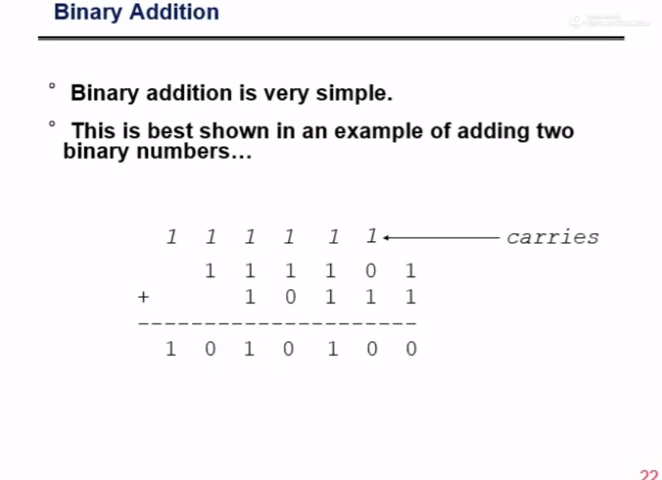 Binary Addition
° Binary addition is very simple.
° This is best shown in an example of adding two
binary numbers…
1 1 1 1 1 1 carries
1 1 1 1 0 1
+ 1 0 1 1 1
---------------------
1 0 1 0 1 0 0
22